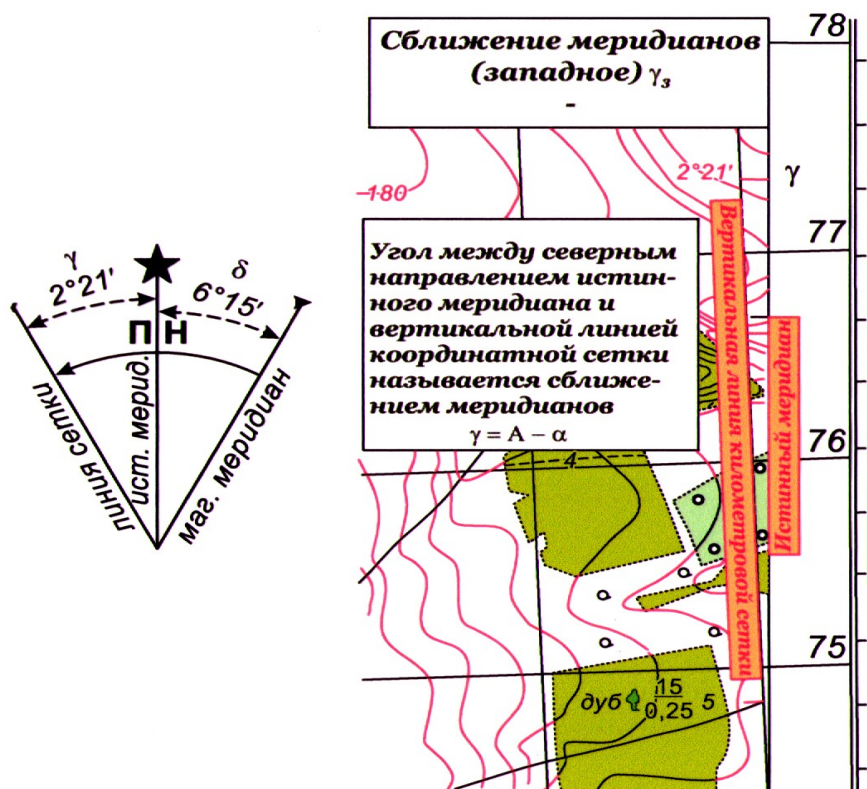 Сближение меридианов
(западное) γ₃
-
78
2°21'
γ
-180
77
Угол между северным
направлением истин-
ного меридиана и
вертикальной линией
координатной сетки
называется сближе-
нием меридианов
γ = A – α
Вертикальная линия километровой сетки
Истинный меридиан
76
4
75
дуб 15 5
0,25
γ
2°21'
δ
6°15'
П Н
линия сетки
ист. мерид.
маг. меридиан